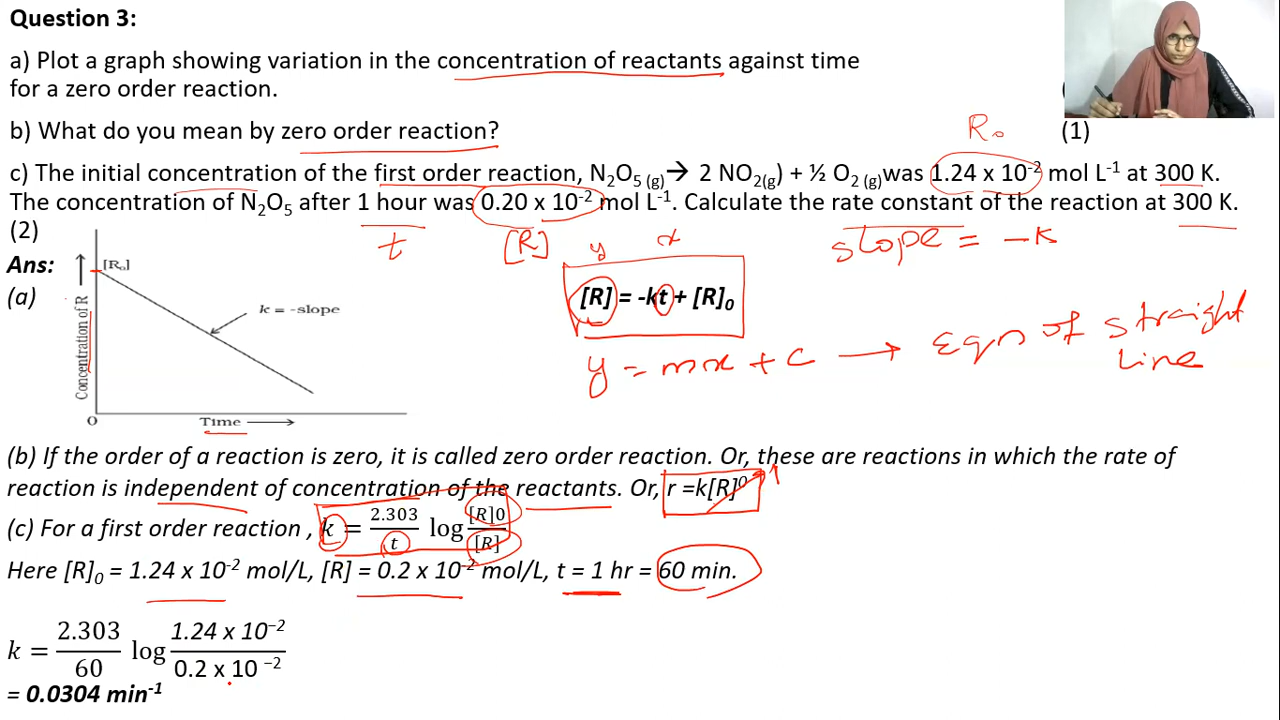 Question 3:
a) Plot a graph showing variation in the concentration of reactants against time
for a zero order reaction.
b) What do you mean by zero order reaction? (1)
R₀
c) The initial concentration of the first order reaction, N₂O₅ (g)→ 2 NO₂(g) + ½ O₂ (g)was 1.24 x 10⁻² mol L⁻¹ at 300 K.
The concentration of N₂O₅ after 1 hour was 0.20 x 10⁻² mol L⁻¹. Calculate the rate constant of the reaction at 300 K.
(2)
t [R] y x slope = -k
Ans:
(a)
[R₀]
Concentration of R
k = -slope
O
Time
[R] = -kt + [R]₀
y = mx + c → Eqn of straight
line
(b) If the order of a reaction is zero, it is called zero order reaction. Or, these are reactions in which the rate of
reaction is independent of concentration of the reactants. Or, r =k[R]⁰ 1
(c) For a first order reaction , k = 2.303/t log [R]0/[R]
Here [R]₀ = 1.24 x 10⁻² mol/L, [R] = 0.2 x 10⁻² mol/L, t = 1 hr = 60 min.
k = 2.303/60 log 1.24 x 10⁻²/0.2 x 10 ⁻²
= 0.0304 min⁻¹